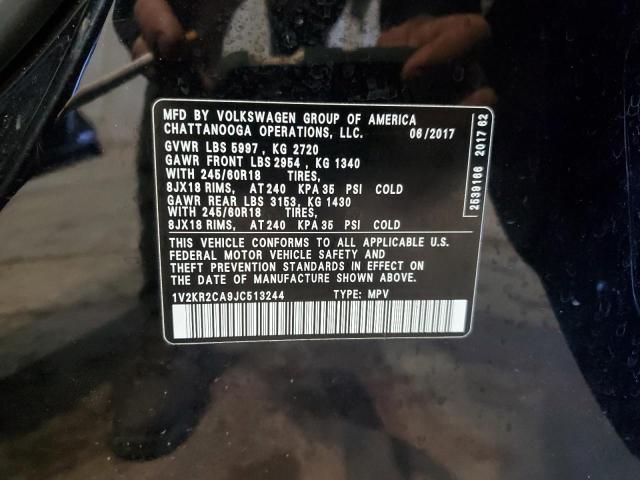 MFD BY VOLKSWAGEN GROUP OF AMERICA
CHATTANOOGA OPERATIONS, LLC. 06/2017
GVWR LBS 5997, KG 2720
GAWR FRONT LBS 2954, KG 1340
WITH 245/60R18 TIRES,
8JX18 RIMS, AT 240 KPA 35 PSI COLD
GAWR REAR LBS 3153, KG 1430
WITH 245/60R18 TIRES,
8JX18 RIMS, AT 240 KPA 35 PSI COLD
THIS VEHICLE CONFORMS TO ALL APPLICABLE U.S.
FEDERAL MOTOR VEHICLE SAFETY AND
THEFT PREVENTION STANDARDS IN EFFECT ON
THE DATE OF MANUFACTURE SHOWN ABOVE.
1V2KR2CA9JC513244 TYPE: MPV
2539166 2017 62